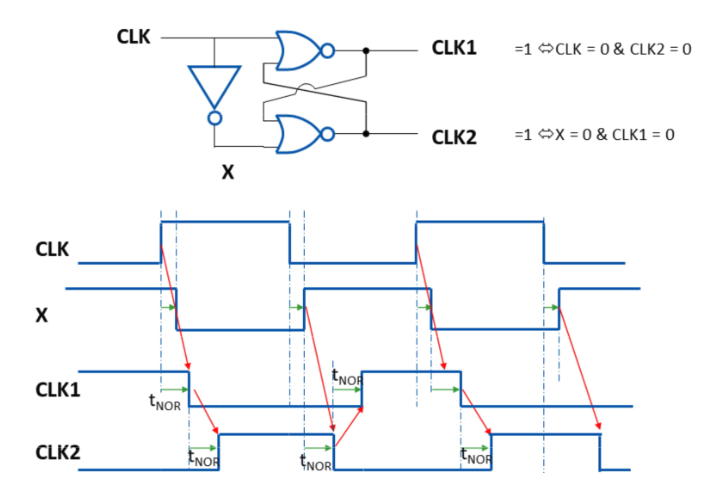 CLK
CLK1 =1 ⇔CLK = 0 & CLK2 = 0
CLK2 =1 ⇔X = 0 & CLK1 = 0
X
CLK
X
CLK1
tNOR
tNOR
CLK2
tNOR
tNOR
tNOR